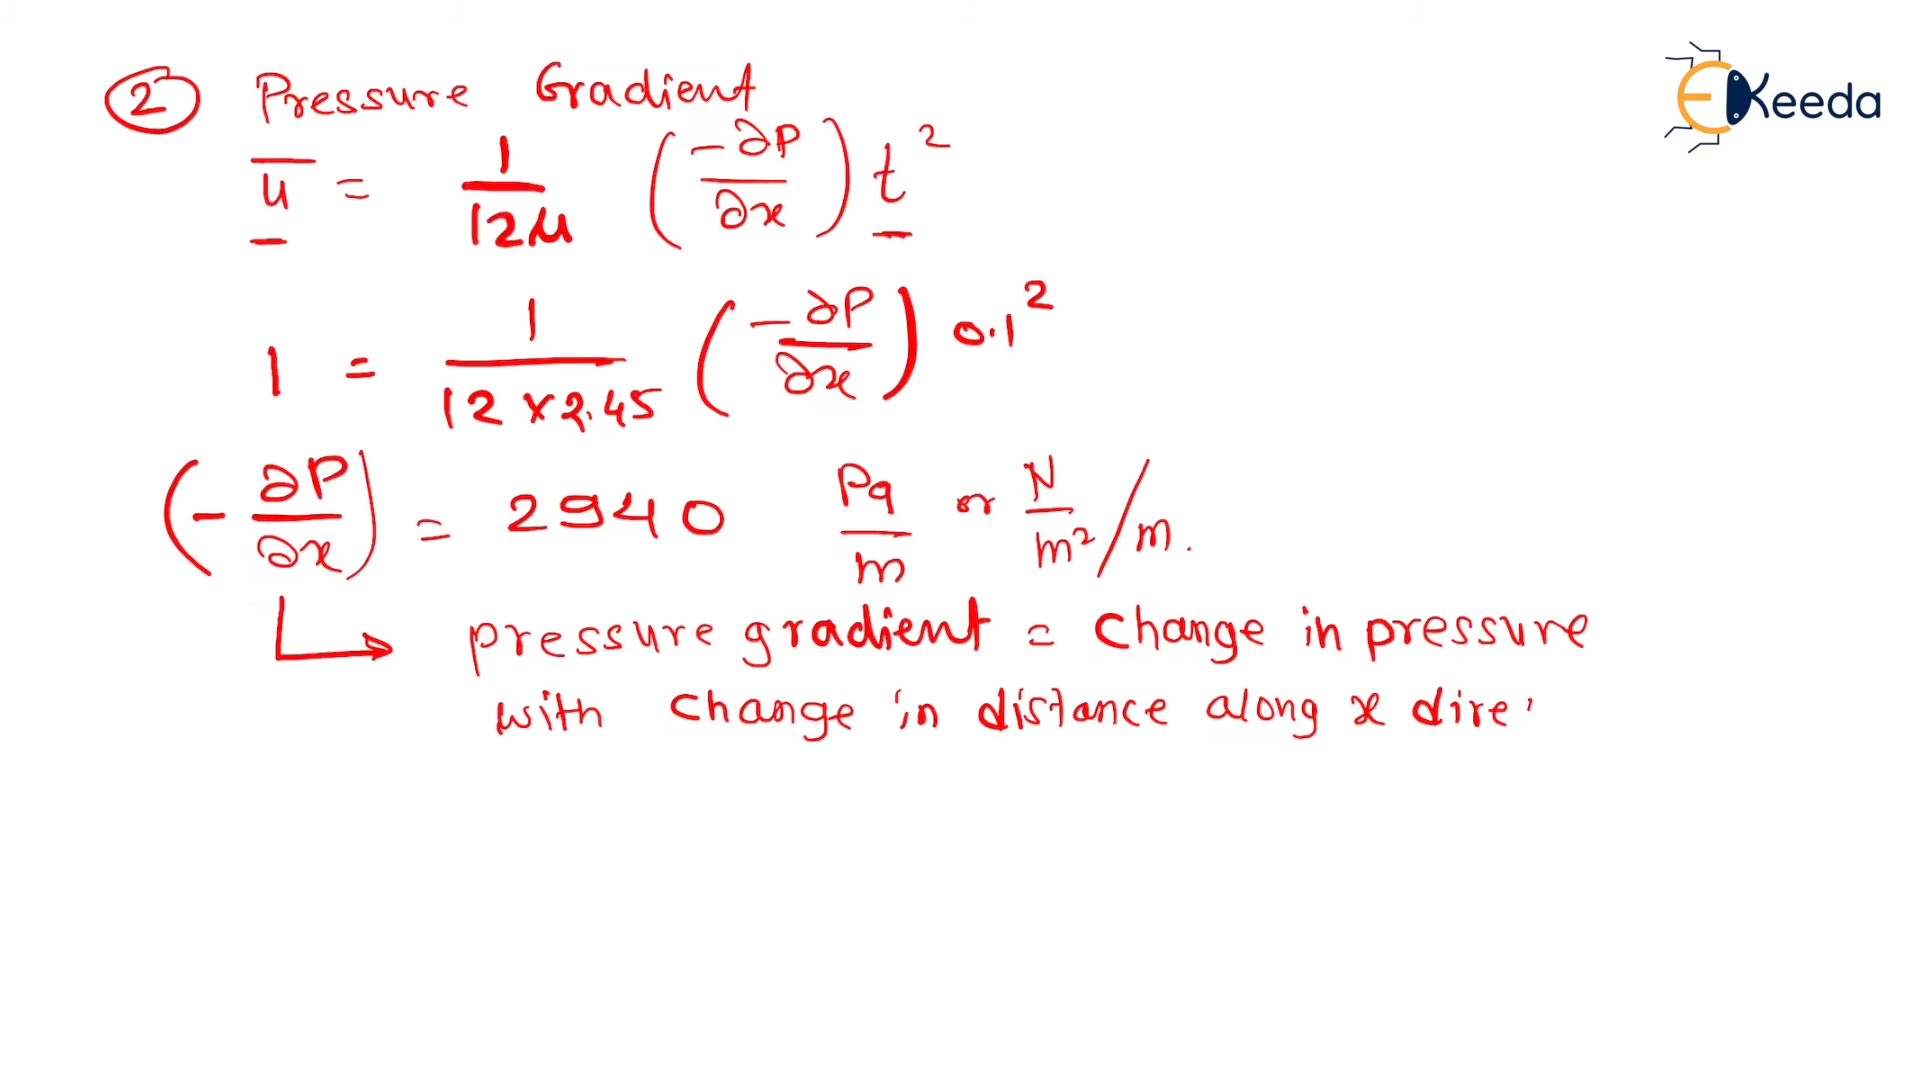 ② Pressure Gradient
EKeeda
u̅ = 1/12μ (-∂P/∂x) t²
1 = 1/12×2.45 (-∂P/∂x) 0.1²
(-∂P/∂x) = 2940 Pa/m or N/m²/m.
pressure gradient = change in pressure
with change in distance along x dire